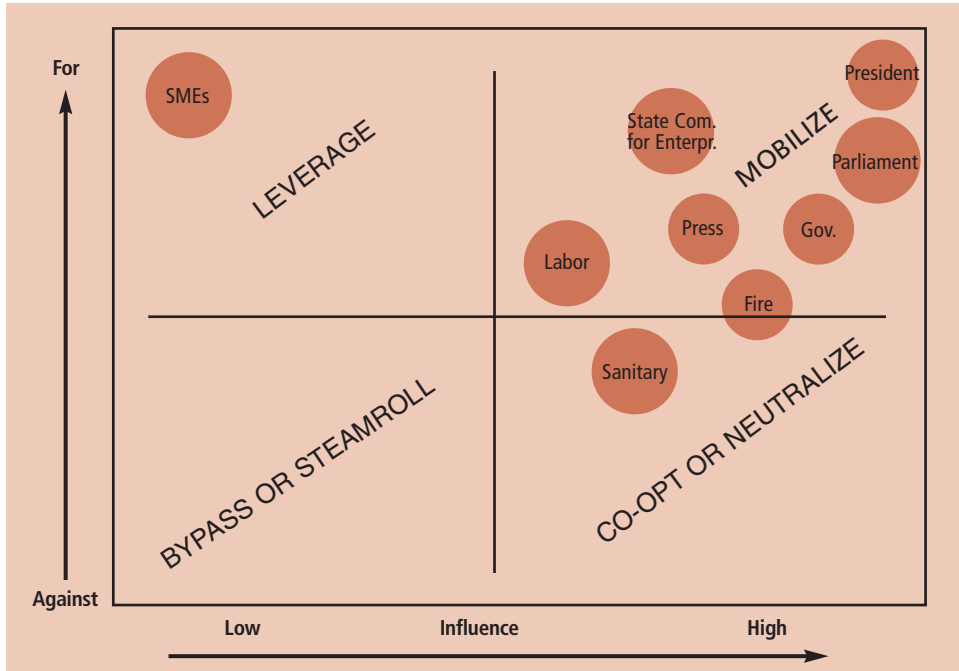 For
SMEs
President
State Com.
for Enterpr.
LEVERAGE
MOBILIZE
Parliament
Press
Gov.
Labor
Fire
Sanitary
BYPASS OR STEAMROLL
CO-OPT OR NEUTRALIZE
Against
Low
Influence
High